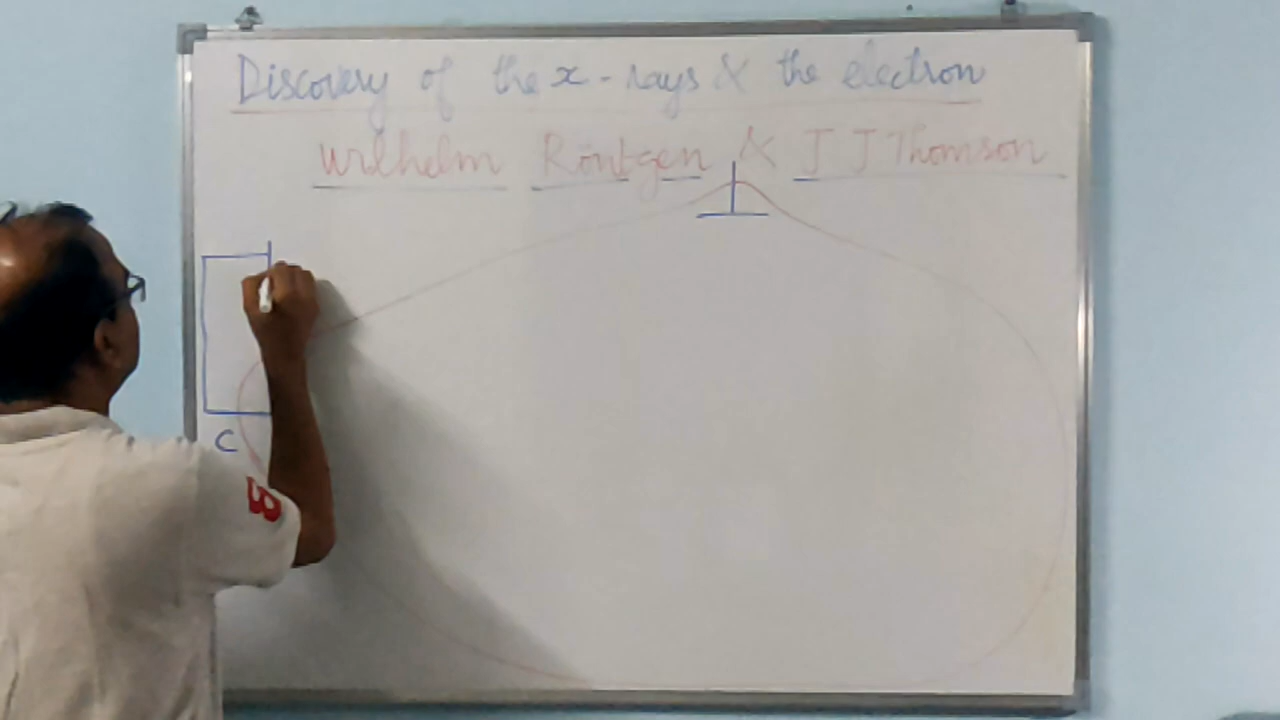 Discovery of the x-rays & the electron
Wilhelm Röntgen & J J Thomson
C
B